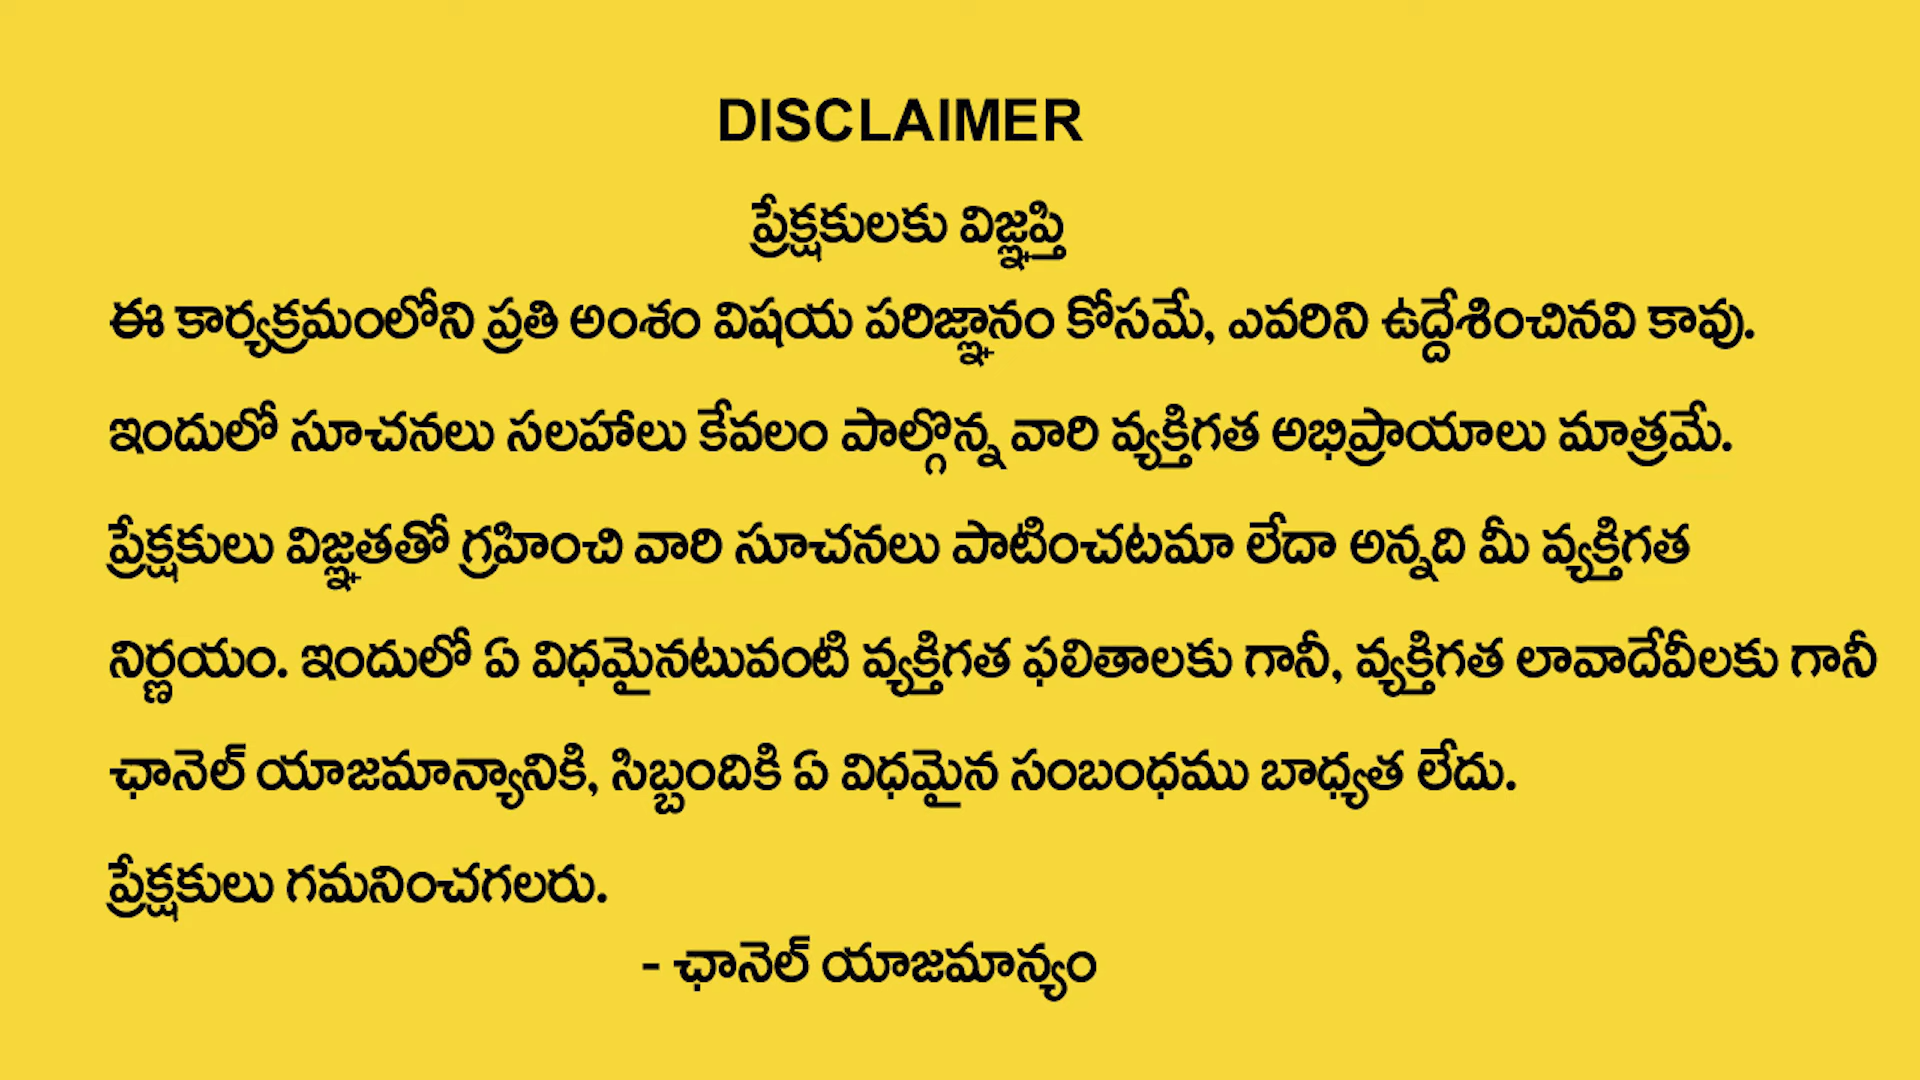 DISCLAIMER
ప్రేక్షకులకు విజ్ఞప్తి
ఈ కార్యక్రమంలోని ప్రతి అంశం విషయ పరిజ్ఞానం కోసమే, ఎవరిని ఉద్దేశించినవి కావు.
ఇందులో సూచనలు సలహాలు కేవలం పాల్గొన్న వారి వ్యక్తిగత అభిప్రాయాలు మాత్రమే.
ప్రేక్షకులు విజ్ఞతతో గ్రహించి వారి సూచనలు పాటించటమా లేదా అన్నది మీ వ్యక్తిగత
నిర్ణయం. ఇందులో ఏ విధమైనటువంటి వ్యక్తిగత ఫలితాలకు గానీ, వ్యక్తిగత లావాదేవీలకు గానీ
ఛానెల్ యాజమాన్యానికి, సిబ్బందికి ఏ విధమైన సంబంధము బాధ్యత లేదు.
ప్రేక్షకులు గమనించగలరు.
- ఛానెల్ యాజమాన్యం